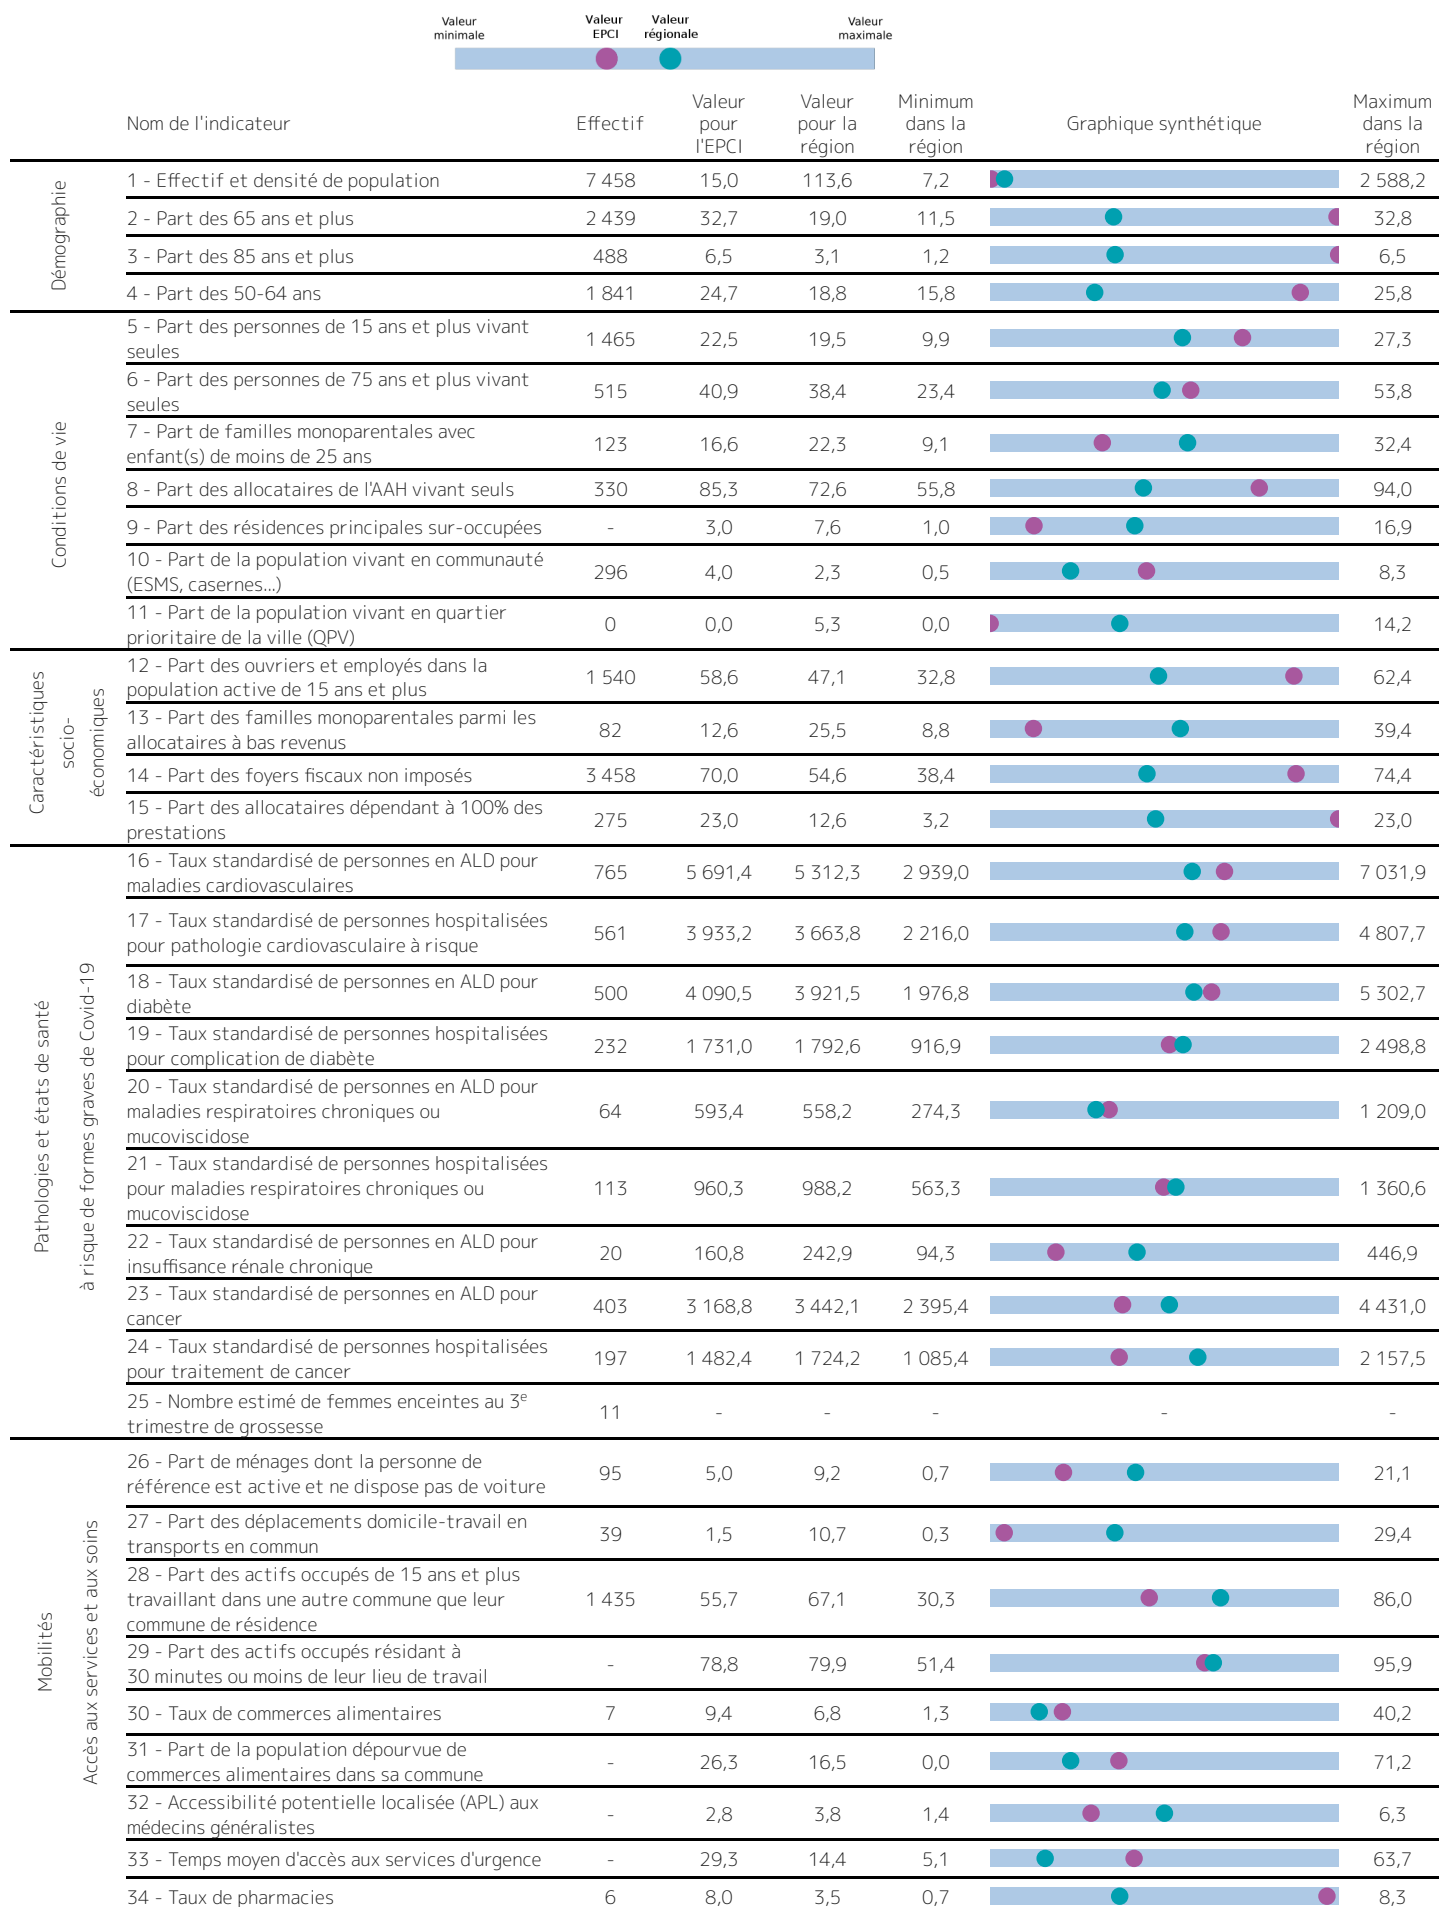 Valeur minimale
Valeur EPCI
Valeur régionale
Valeur maximale
Nom de l'indicateur
Effectif
Valeur pour l'EPCI
Valeur pour la région
Minimum dans la région
Graphique synthétique
Maximum dans la région
Démographie
1 - Effectif et densité de population 7 458 15,0 113,6 7,2 2 588,2
2 - Part des 65 ans et plus 2 439 32,7 19,0 11,5 32,8
3 - Part des 85 ans et plus 488 6,5 3,1 1,2 6,5
4 - Part des 50-64 ans 1 841 24,7 18,8 15,8 25,8
Conditions de vie
5 - Part des personnes de 15 ans et plus vivant
seules 1 465 22,5 19,5 9,9 27,3
6 - Part des personnes de 75 ans et plus vivant
seules 515 40,9 38,4 23,4 53,8
7 - Part de familles monoparentales avec
enfant(s) de moins de 25 ans 123 16,6 22,3 9,1 32,4
8 - Part des allocataires de l'AAH vivant seuls 330 85,3 72,6 55,8 94,0
9 - Part des résidences principales sur-occupées - 3,0 7,6 1,0 16,9
10 - Part de la population vivant en communauté
(ESMS, casernes...) 296 4,0 2,3 0,5 8,3
11 - Part de la population vivant en quartier
prioritaire de la ville (QPV) 0 0,0 5,3 0,0 14,2
Caractéristiques
socio-
économiques
12 - Part des ouvriers et employés dans la
population active de 15 ans et plus 1 540 58,6 47,1 32,8 62,4
13 - Part des familles monoparentales parmi les
allocataires à bas revenus 82 12,6 25,5 8,8 39,4
14 - Part des foyers fiscaux non imposés 3 458 70,0 54,6 38,4 74,4
15 - Part des allocataires dépendant à 100% des
prestations 275 23,0 12,6 3,2 23,0
Pathologies et états de santé
à risque de formes graves de Covid-19
16 - Taux standardisé de personnes en ALD pour
maladies cardiovasculaires 765 5 691,4 5 312,3 2 939,0 7 031,9
17 - Taux standardisé de personnes hospitalisées
pour pathologie cardiovasculaire à risque 561 3 933,2 3 663,8 2 216,0 4 807,7
18 - Taux standardisé de personnes en ALD pour
diabète 500 4 090,5 3 921,5 1 976,8 5 302,7
19 - Taux standardisé de personnes hospitalisées
pour complication de diabète 232 1 731,0 1 792,6 916,9 2 498,8
20 - Taux standardisé de personnes en ALD pour
maladies respiratoires chroniques ou
mucoviscidose 64 593,4 558,2 274,3 1 209,0
21 - Taux standardisé de personnes hospitalisées
pour maladies respiratoires chroniques ou
mucoviscidose 113 960,3 988,2 563,3 1 360,6
22 - Taux standardisé de personnes en ALD pour
insuffisance rénale chronique 20 160,8 242,9 94,3 446,9
23 - Taux standardisé de personnes en ALD pour
cancer 403 3 168,8 3 442,1 2 395,4 4 431,0
24 - Taux standardisé de personnes hospitalisées
pour traitement de cancer 197 1 482,4 1 724,2 1 085,4 2 157,5
25 - Nombre estimé de femmes enceintes au 3e
trimestre de grossesse 11 - - - - -
Mobilités
Accès aux services et aux soins
26 - Part de ménages dont la personne de
référence est active et ne dispose pas de voiture 95 5,0 9,2 0,7 21,1
27 - Part des déplacements domicile-travail en
transports en commun 39 1,5 10,7 0,3 29,4
28 - Part des actifs occupés de 15 ans et plus
travaillant dans une autre commune que leur
commune de résidence 1 435 55,7 67,1 30,3 86,0
29 - Part des actifs occupés résidant à
30 minutes ou moins de leur lieu de travail - 78,8 79,9 51,4 95,9
30 - Taux de commerces alimentaires 7 9,4 6,8 1,3 40,2
31 - Part de la population dépourvue de
commerces alimentaires dans sa commune - 26,3 16,5 0,0 71,2
32 - Accessibilité potentielle localisée (APL) aux
médecins généralistes - 2,8 3,8 1,4 6,3
33 - Temps moyen d'accès aux services d'urgence - 29,3 14,4 5,1 63,7
34 - Taux de pharmacies 6 8,0 3,5 0,7 8,3